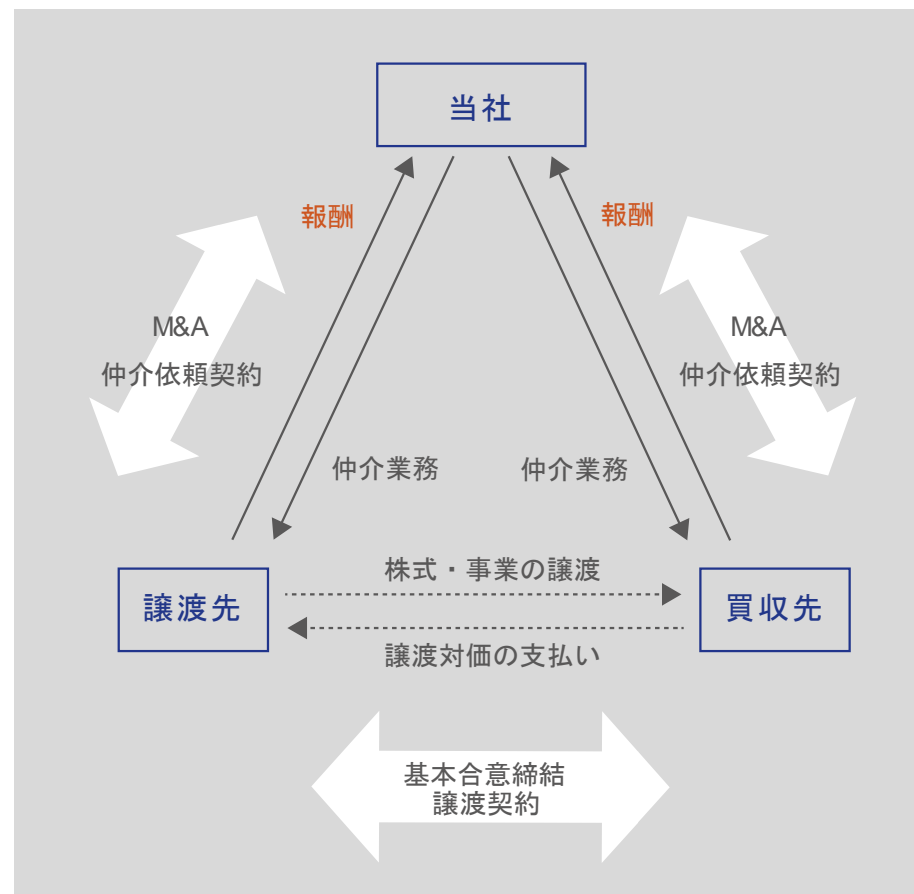 当社
報酬
報酬
M&A
仲介依頼契約
M&A
仲介依頼契約
仲介業務
仲介業務
株式・事業の譲渡
譲渡先
買収先
譲渡対価の支払い
基本合意締結
譲渡契約